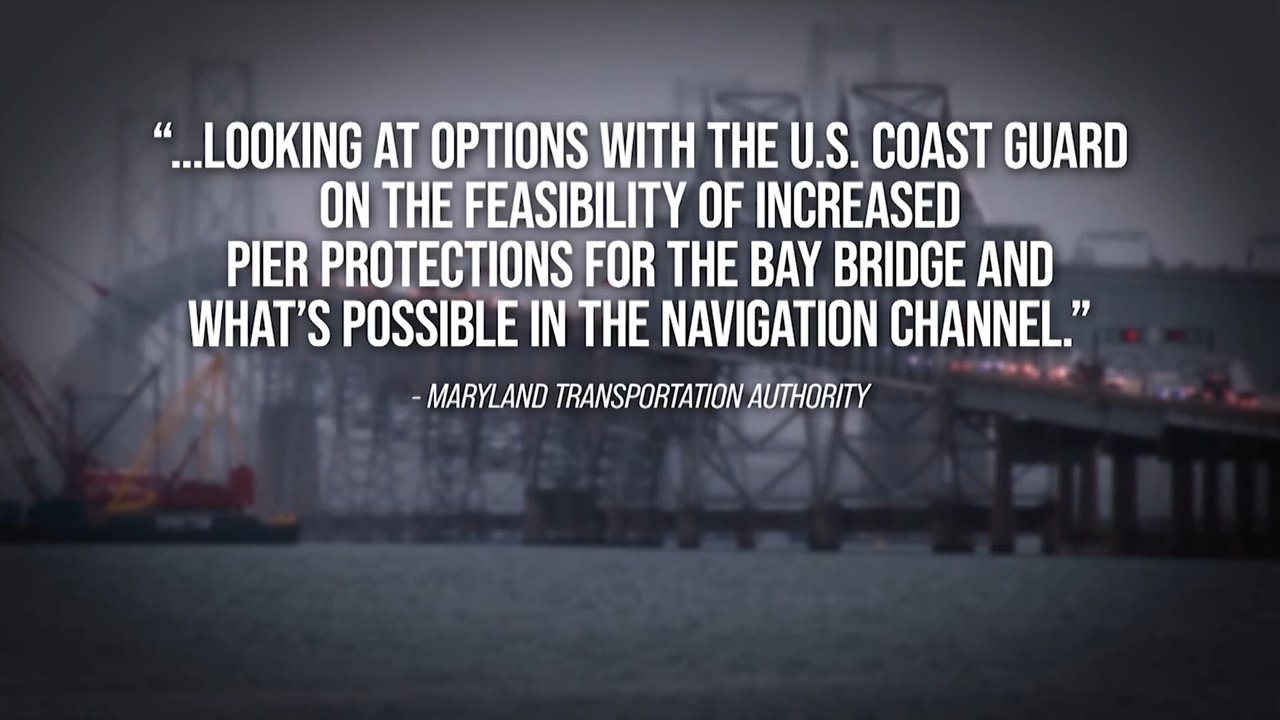 “...LOOKING AT OPTIONS WITH THE U.S. COAST GUARD
ON THE FEASIBILITY OF INCREASED
PIER PROTECTIONS FOR THE BAY BRIDGE AND
WHAT’S POSSIBLE IN THE NAVIGATION CHANNEL.”
- MARYLAND TRANSPORTATION AUTHORITY